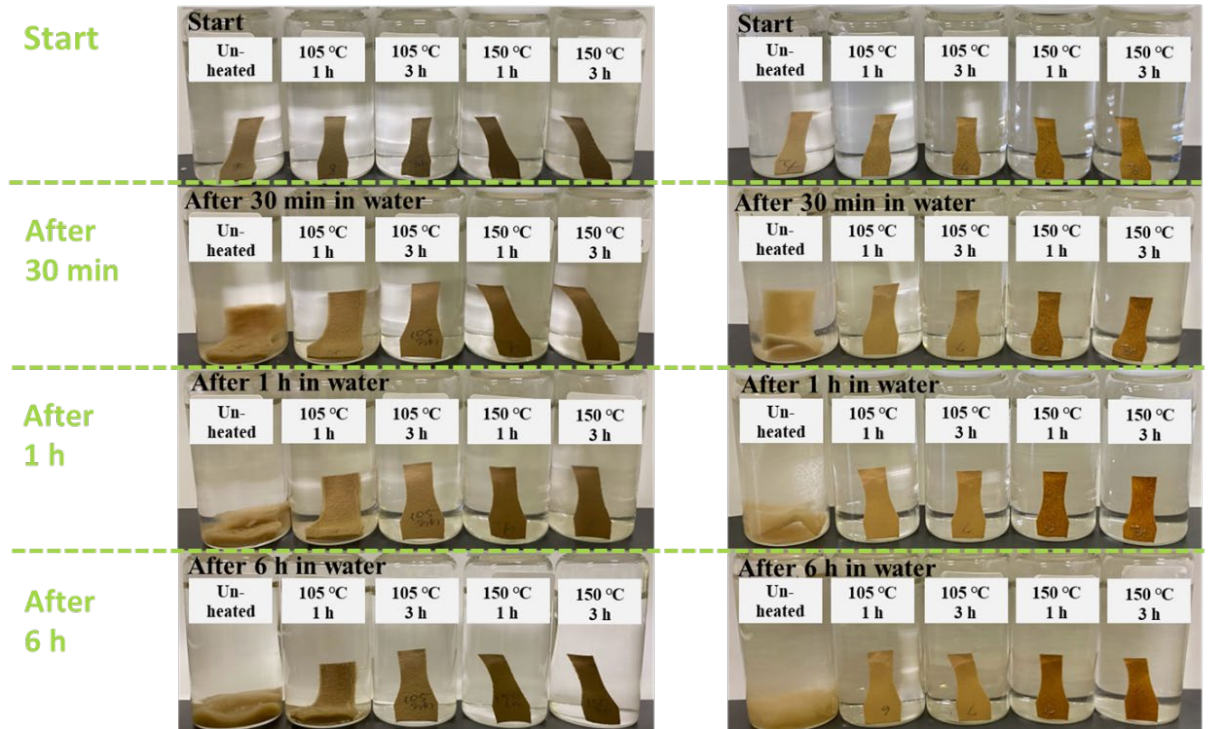 Start
Start
Un-
heated
105 °C
1 h
105 °C
3 h
150 °C
1 h
150 °C
3 h
Start
Un-
heated
105 °C
1 h
105 °C
3 h
150 °C
1 h
150 °C
3 h
After
30 min
After 30 min in water
Un-
heated
105 °C
1 h
105 °C
3 h
150 °C
1 h
150 °C
3 h
After 30 min in water
Un-
heated
105 °C
1 h
105 °C
3 h
150 °C
1 h
150 °C
3 h
After
1 h
After 1 h in water
Un-
heated
105 °C
1 h
105 °C
3 h
150 °C
1 h
150 °C
3 h
After 1 h in water
Un-
heated
105 °C
1 h
105 °C
3 h
150 °C
1 h
150 °C
3 h
After
6 h
After 6 h in water
Un-
heated
105 °C
1 h
105 °C
3 h
150 °C
1 h
150 °C
3 h
After 6 h in water
Un-
heated
105 °C
1 h
105 °C
3 h
150 °C
1 h
150 °C
3 h